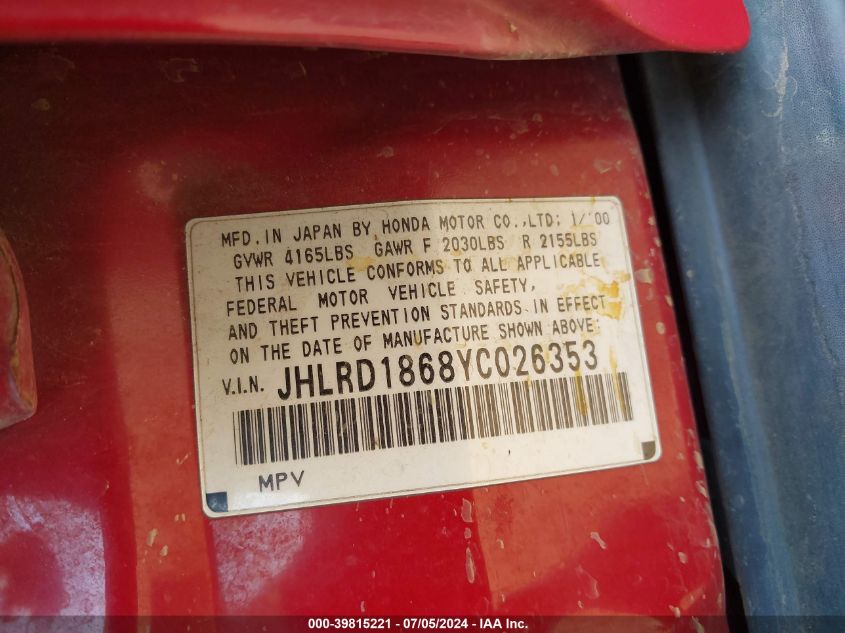 MFD. IN JAPAN BY HONDA MOTOR CO., LTD; 1/'00
GVWR 4165LBS GAWR F 2030LBS R 2155LBS
THIS VEHICLE CONFORMS TO ALL APPLICABLE
FEDERAL MOTOR VEHICLE SAFETY,
AND THEFT PREVENTION STANDARDS IN EFFECT
ON THE DATE OF MANUFACTURE SHOWN ABOVE.
V.I.N. JHLRD1868YC026353
MPV
000-39815221 - 07/05/2024 - IAA Inc.